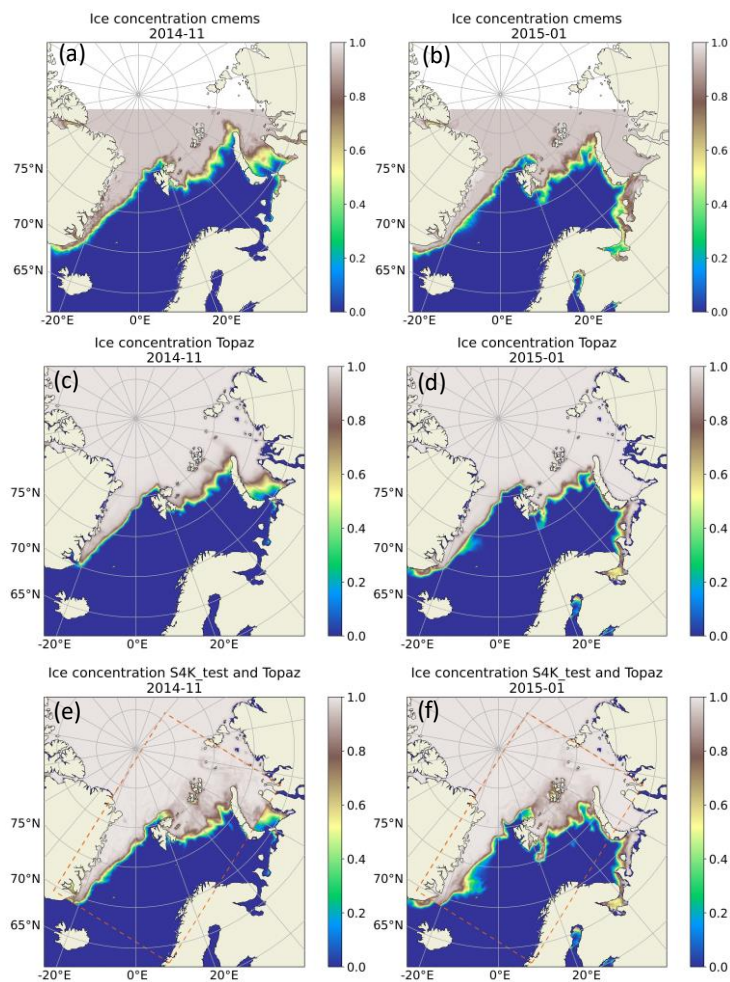 Ice concentration cmems
2014-11
(a)
1.0
0.8
0.6
0.4
0.2
0.0
75°N
70°N
65°N
-20°E
20°E
Ice concentration cmems
2015-01
(b)
1.0
0.8
0.6
0.4
0.2
0.0
75°N
70°N
65°N
-20°E
20°E
Ice concentration Topaz
2014-11
(c)
1.0
0.8
0.6
0.4
0.2
0.0
75°N
70°N
65°N
-20°E
20°E
Ice concentration Topaz
2015-01
(d)
1.0
0.8
0.6
0.4
0.2
0.0
75°N
70°N
65°N
-20°E
20°E
Ice concentration S4K_test and Topaz
2014-11
(e)
1.0
0.8
0.6
0.4
0.2
0.0
75°N
70°N
65°N
-20°E
20°E
Ice concentration S4K_test and Topaz
2015-01
(f)
1.0
0.8
0.6
0.4
0.2
0.0
75°N
70°N
65°N
-20°E
20°E